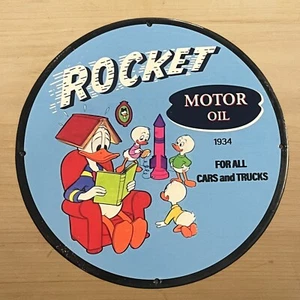 ROCKET
MOTOR
OIL
1934
FOR ALL
CARS and TRUCKS